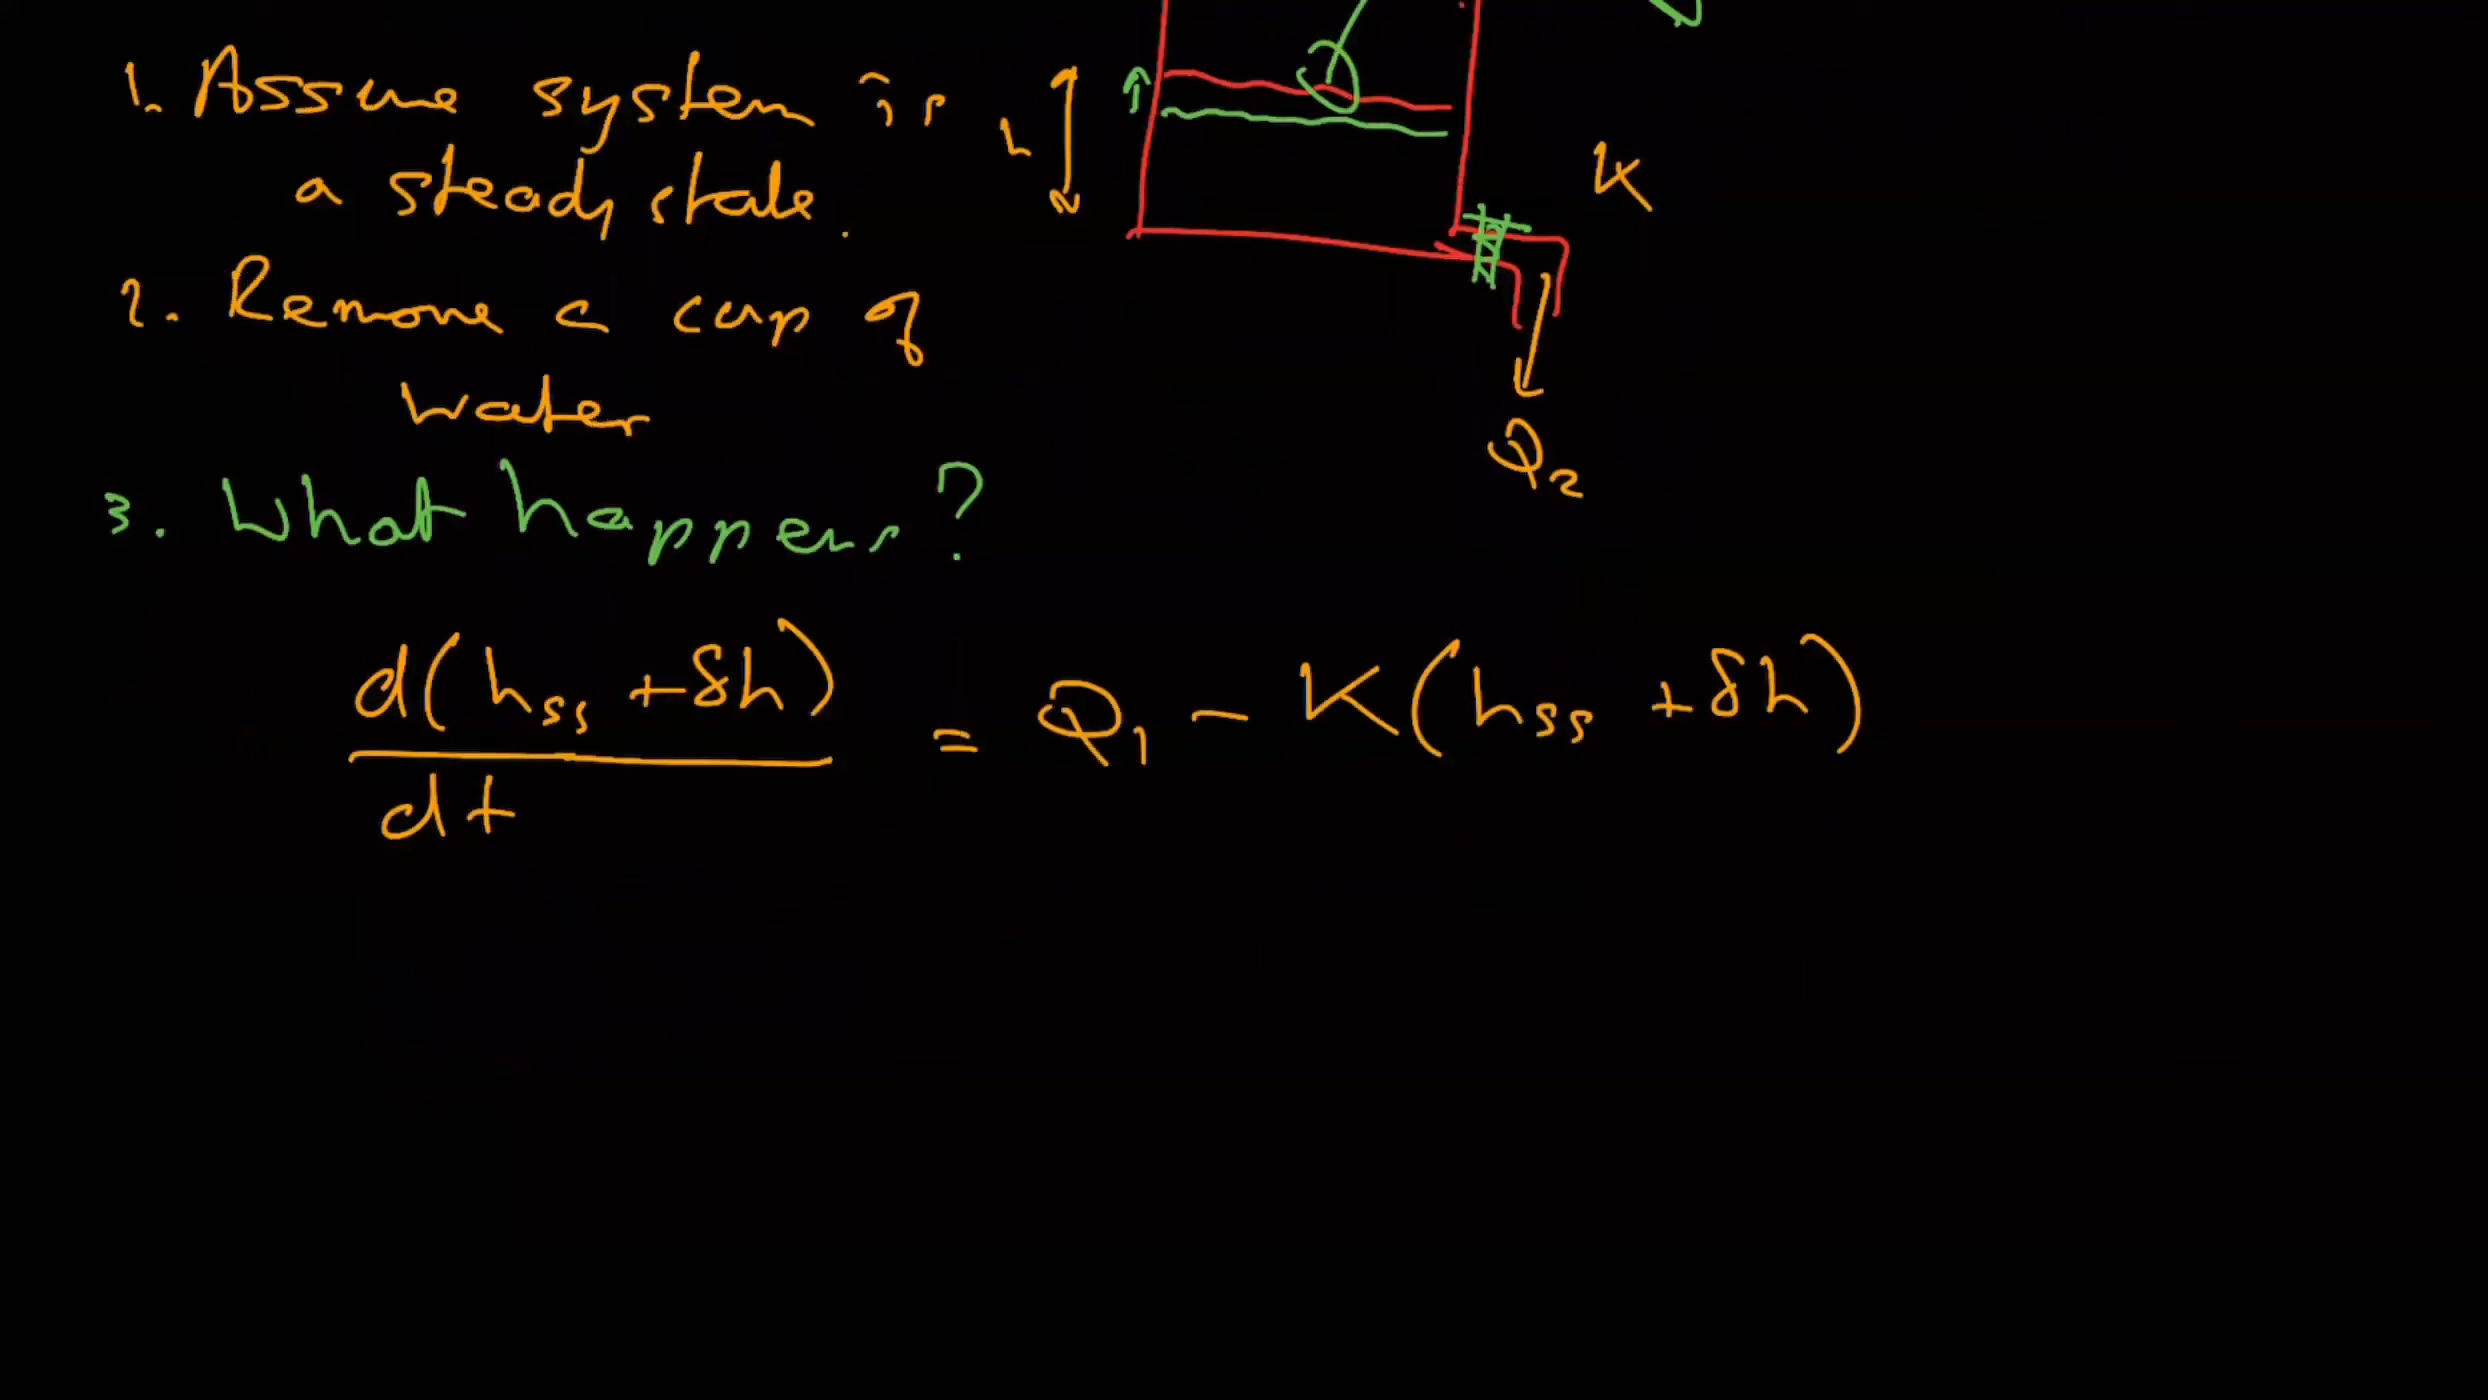 1. Assume system is
a steady state.
h
K
2. Remove a cup of
water
Q₂
3. What happens?
d(hss + δh)
dt
= Q₁ − K(hss + δh)